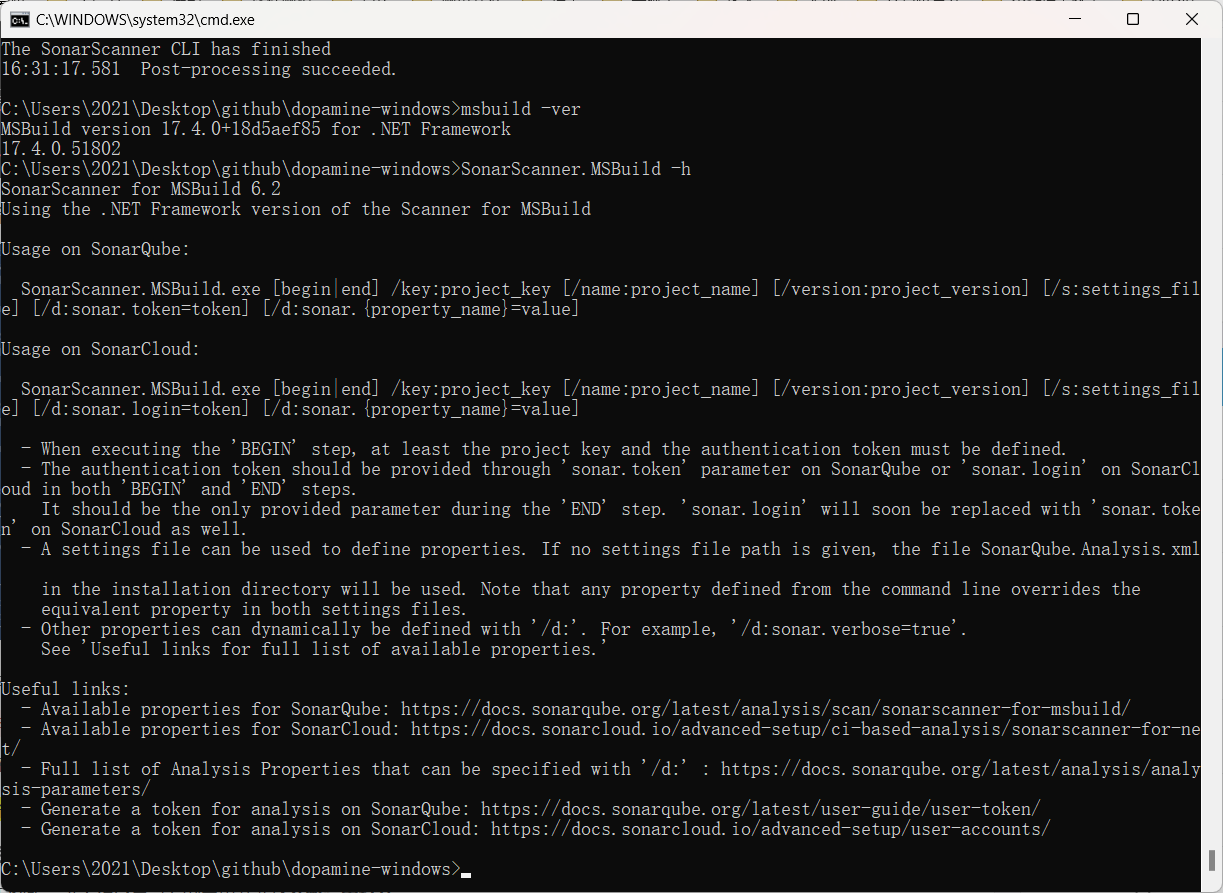 C:\WINDOWS\system32\cmd.exe
The SonarScanner CLI has finished
16:31:17.581  Post-processing succeeded.
C:\Users\2021\Desktop\github\dopamine-windows>msbuild -ver
MSBuild version 17.4.0+18d5aef85 for .NET Framework
17.4.0.51802
C:\Users\2021\Desktop\github\dopamine-windows>SonarScanner.MSBuild -h
SonarScanner for MSBuild 6.2
Using the .NET Framework version of the Scanner for MSBuild
Usage on SonarQube:
  SonarScanner.MSBuild.exe [begin|end] /key:project_key [/name:project_name] [/version:project_version] [/s:settings_fil
e] [/d:sonar.token=token] [/d:sonar.{property_name}=value]
Usage on SonarCloud:
  SonarScanner.MSBuild.exe [begin|end] /key:project_key [/name:project_name] [/version:project_version] [/s:settings_fil
e] [/d:sonar.login=token] [/d:sonar.{property_name}=value]
  - When executing the 'BEGIN' step, at least the project key and the authentication token must be defined.
  - The authentication token should be provided through 'sonar.token' parameter on SonarQube or 'sonar.login' on SonarCl
oud in both 'BEGIN' and 'END' steps.
    It should be the only provided parameter during the 'END' step. 'sonar.login' will soon be replaced with 'sonar.toke
n' on SonarCloud as well.
  - A settings file can be used to define properties. If no settings file path is given, the file SonarQube.Analysis.xml
    in the installation directory will be used. Note that any property defined from the command line overrides the
    equivalent property in both settings files.
  - Other properties can dynamically be defined with '/d:'. For example, '/d:sonar.verbose=true'.
    See 'Useful links for full list of available properties.'
Useful links:
  - Available properties for SonarQube: https://docs.sonarqube.org/latest/analysis/scan/sonarscanner-for-msbuild/
  - Available properties for SonarCloud: https://docs.sonarcloud.io/advanced-setup/ci-based-analysis/sonarscanner-for-ne
t/
  - Full list of Analysis Properties that can be specified with '/d:' : https://docs.sonarqube.org/latest/analysis/analy
sis-parameters/
  - Generate a token for analysis on SonarQube: https://docs.sonarqube.org/latest/user-guide/user-token/
  - Generate a token for analysis on SonarCloud: https://docs.sonarcloud.io/advanced-setup/user-accounts/
C:\Users\2021\Desktop\github\dopamine-windows>